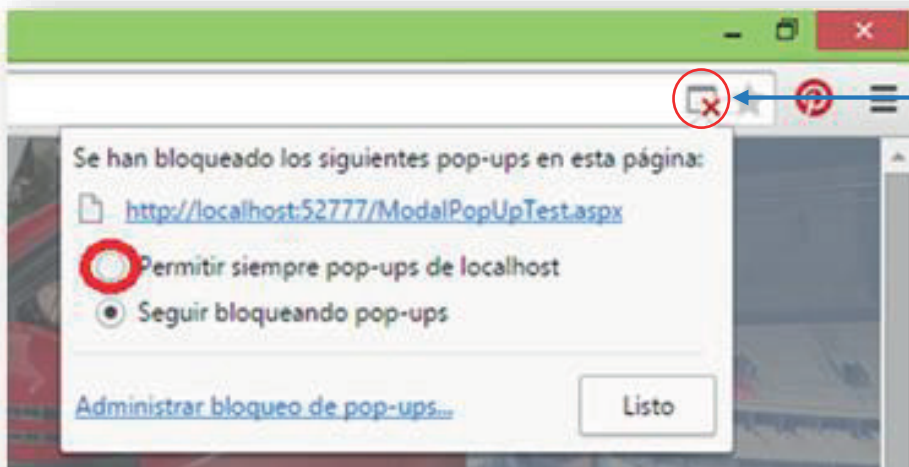 Se han bloqueado los siguientes pop-ups en esta página:
http://localhost:52777/ModalPopUpTest.aspx
Permitir siempre pop-ups de localhost
Seguir bloqueando pop-ups
Administrar bloqueo de pop-ups...
Listo